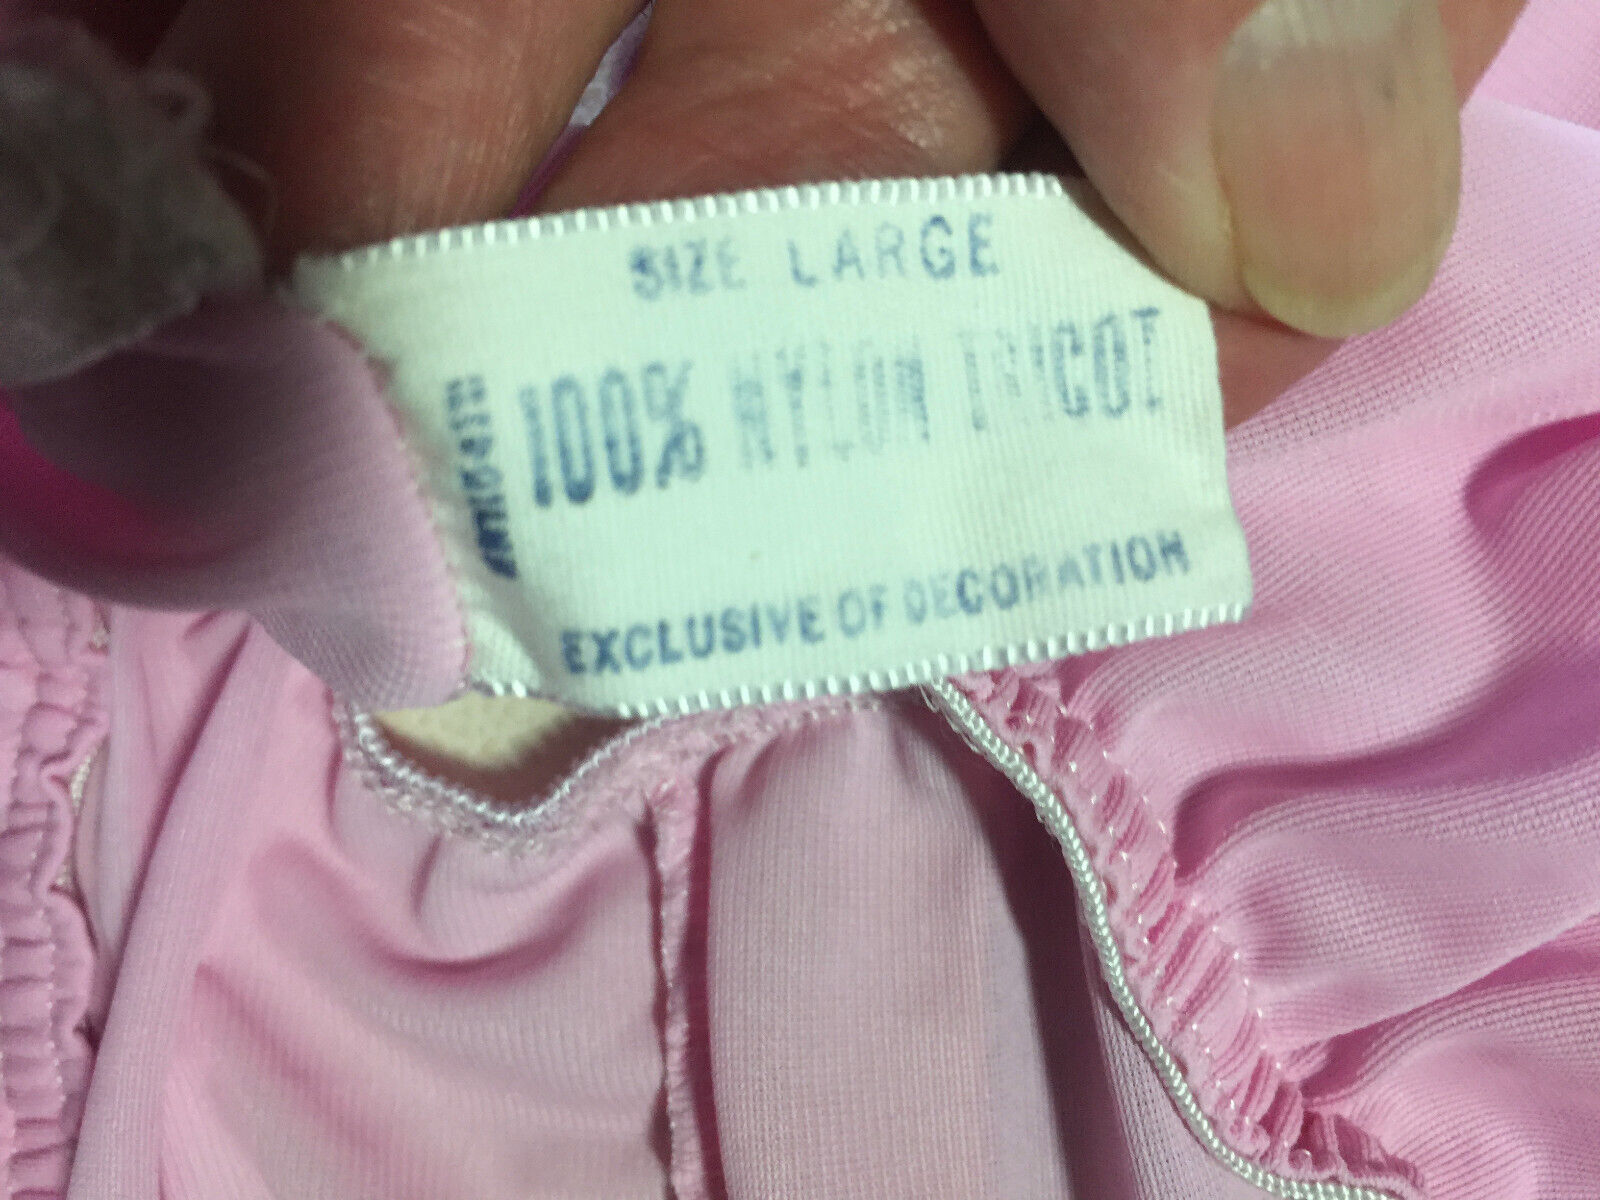 SIZE LARGE
100% NYLON TRICOT
EXCLUSIVE OF DECORATION